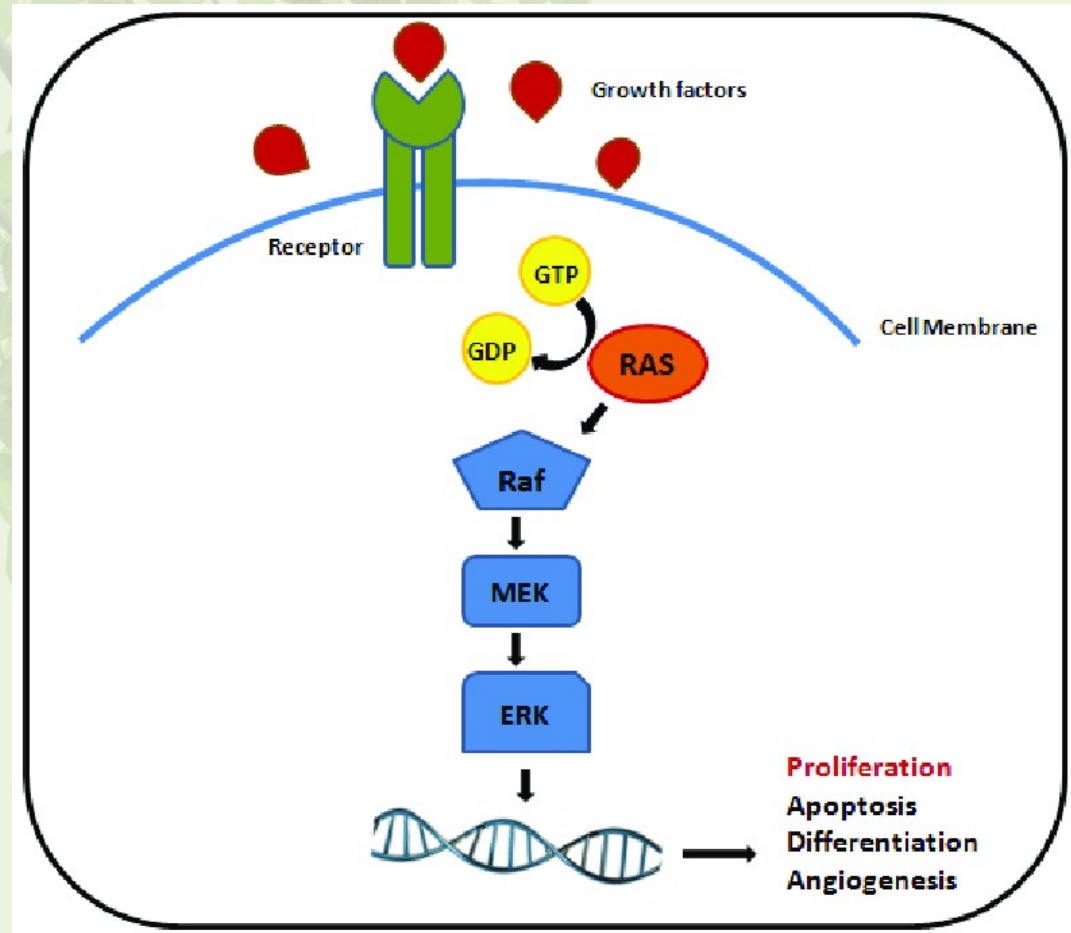 Growth factors
Receptor
GTP
Cell Membrane
GDP
RAS
Raf
MEK
ERK
Proliferation
Apoptosis
Differentiation
Angiogenesis